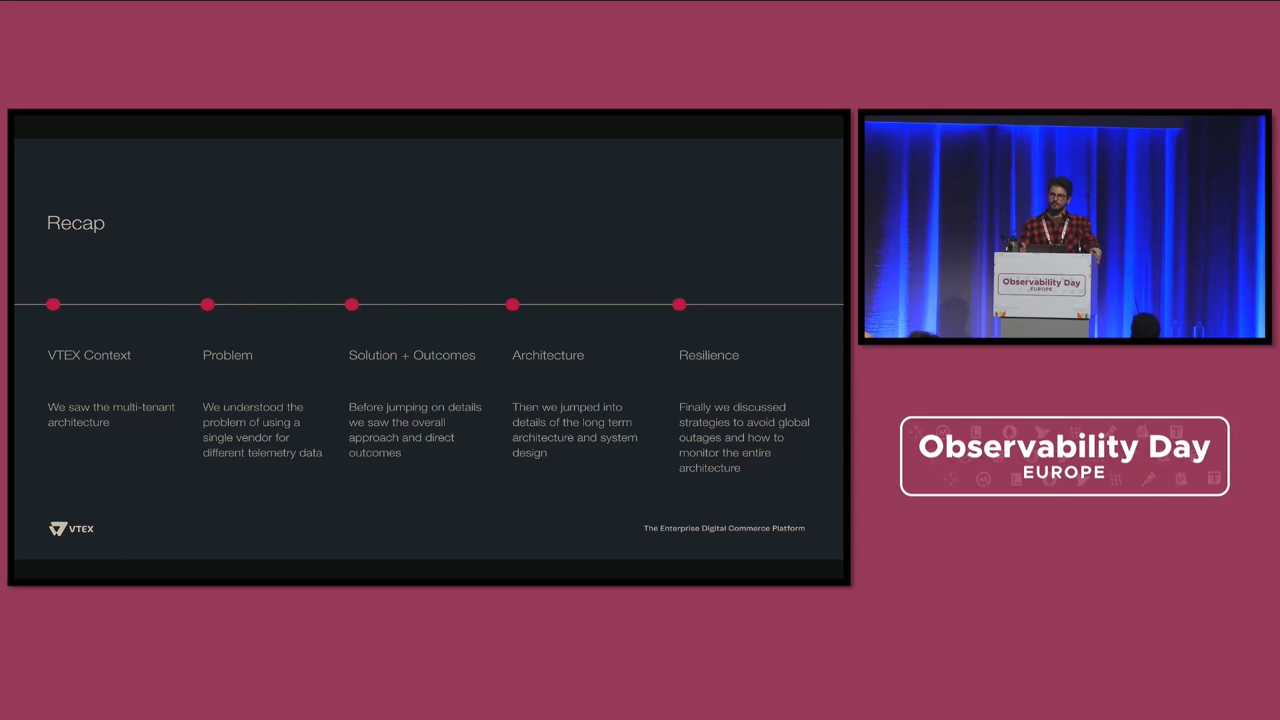 Recap
VTEX Context
We saw the multi-tenant
architecture
Problem
We understood the
problem of using a
single vendor for
different telemetry data
Solution + Outcomes
Before jumping on details
we saw the overall
approach and direct
outcomes
Architecture
Then we jumped into
details of the long term
architecture and system
design
Resilience
Finally we discussed
strategies to avoid global
outages and how to
monitor the entire
architecture
VTEX
The Enterprise Digital Commerce Platform
Observability Day
EUROPE
Observability Day
EUROPE